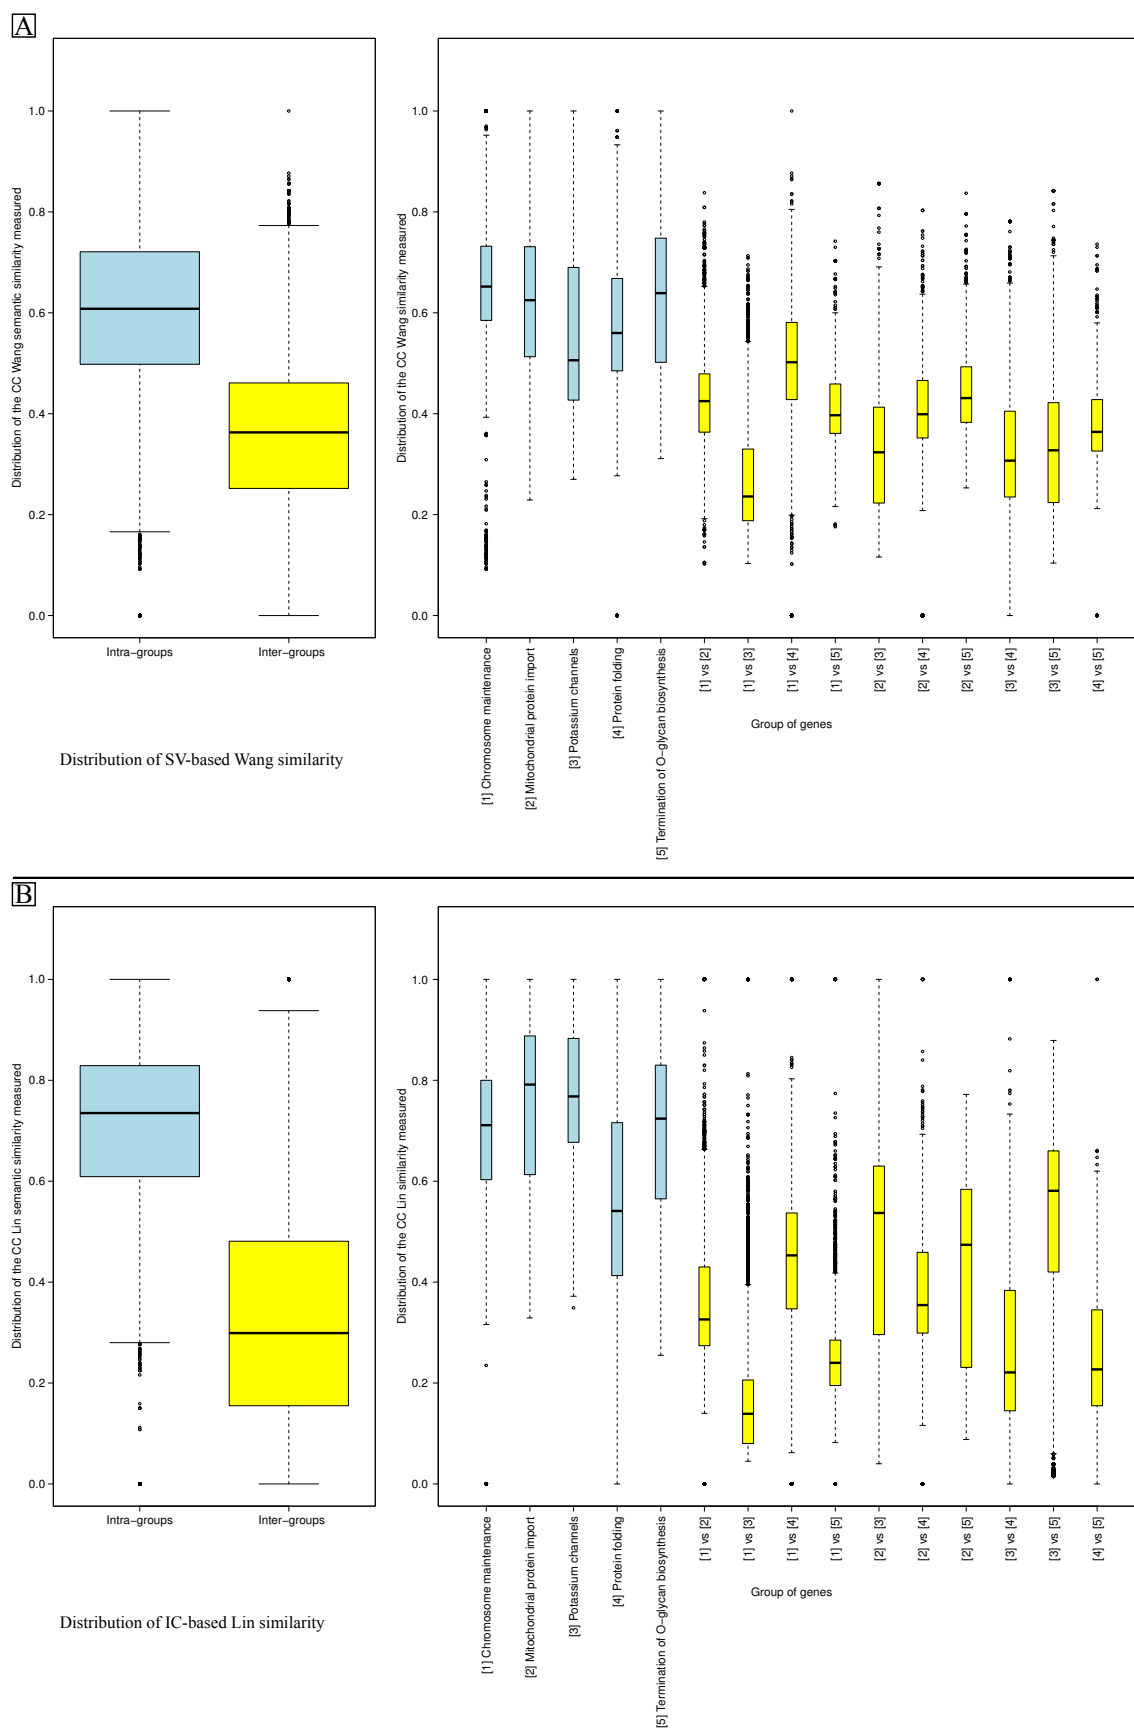 A
Distribution of the CC Wang semantic similarity measured
1.0
0.8
0.6
0.4
0.2
0.0
Intra−groups
Inter−groups
Distribution of SV-based Wang similarity
Distribution of the CC Wang similarity measured
1.0
0.8
0.6
0.4
0.2
0.0
[1] Chromosome maintenance
[2] Mitochondrial protein import
[3] Potassium channels
[4] Protein folding
[5] Termination of O−glycan biosynthesis
[1] vs [2]
[1] vs [3]
[1] vs [4]
[1] vs [5]
[2] vs [3]
[2] vs [4]
[2] vs [5]
[3] vs [4]
[3] vs [5]
[4] vs [5]
Group of genes
B
Distribution of the CC Lin semantic similarity measured
1.0
0.8
0.6
0.4
0.2
0.0
Intra−groups
Inter−groups
Distribution of IC-based Lin similarity
Distribution of the CC Lin similarity measured
1.0
0.8
0.6
0.4
0.2
0.0
[1] Chromosome maintenance
[2] Mitochondrial protein import
[3] Potassium channels
[4] Protein folding
[5] Termination of O−glycan biosynthesis
[1] vs [2]
[1] vs [3]
[1] vs [4]
[1] vs [5]
[2] vs [3]
[2] vs [4]
[2] vs [5]
[3] vs [4]
[3] vs [5]
[4] vs [5]
Group of genes